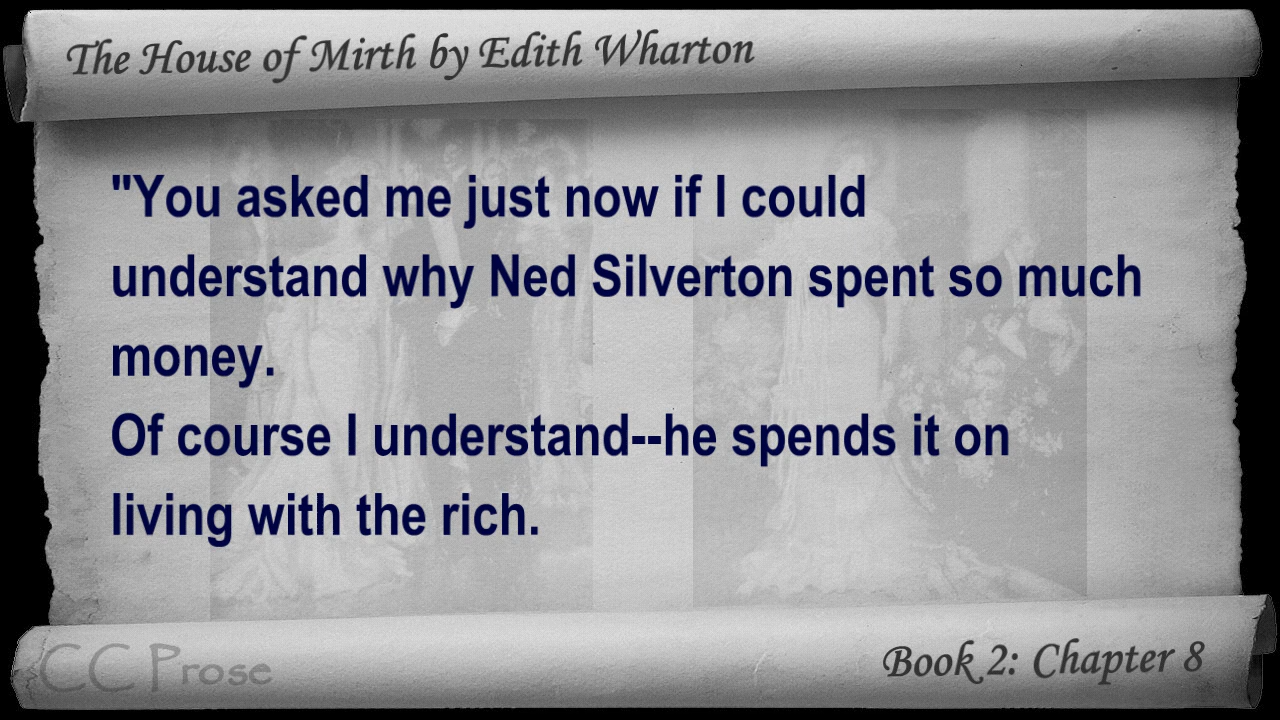 The House of Mirth by Edith Wharton
"You asked me just now if I could
understand why Ned Silverton spent so much
money.
Of course I understand--he spends it on
living with the rich.
CC Prose
Book 2: Chapter 8